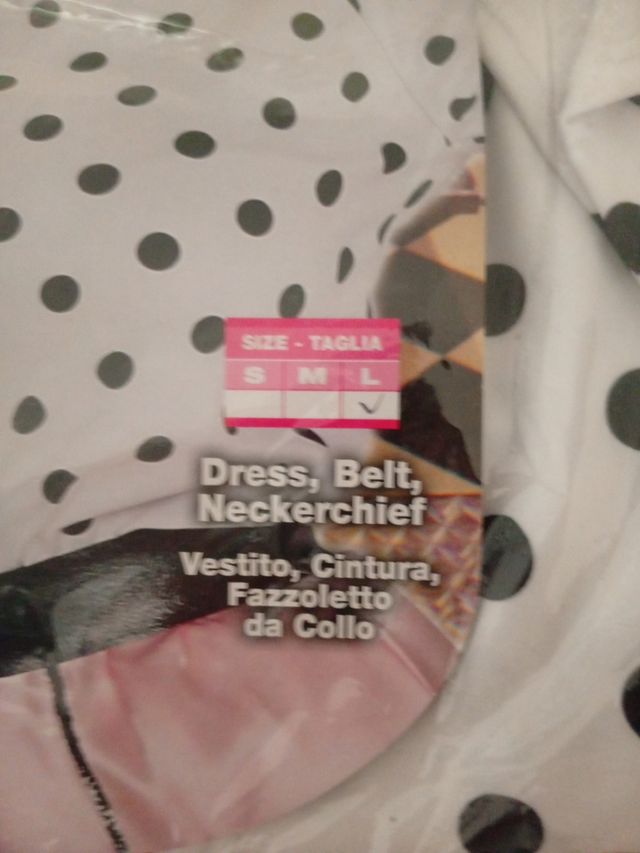 SIZE - TAGLIA
S M L
Dress, Belt,
Neckerchief
Vestito, Cintura,
Fazzoletto
da Collo